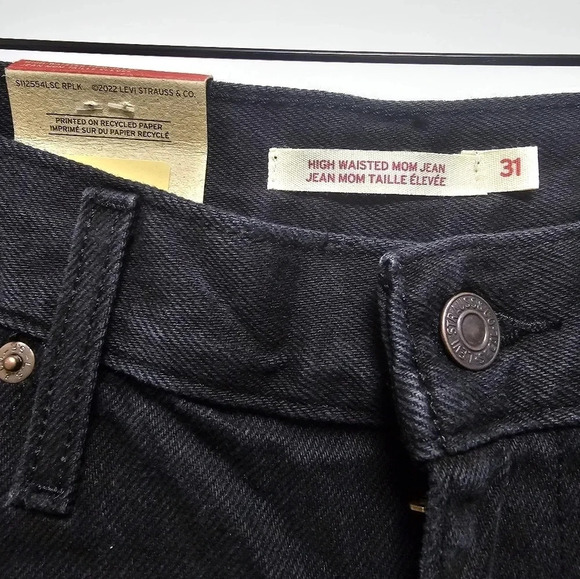 S112554LSC RPLK ©2022 LEVI STRAUSS & CO.
PRINTED ON RECYCLED PAPER
IMPRIMÉ SUR DU PAPIER RECYCLÉ
HIGH WAISTED MOM JEAN
JEAN MOM TAILLE ÉLEVÉE
31
LEVI STRAUSS & CO